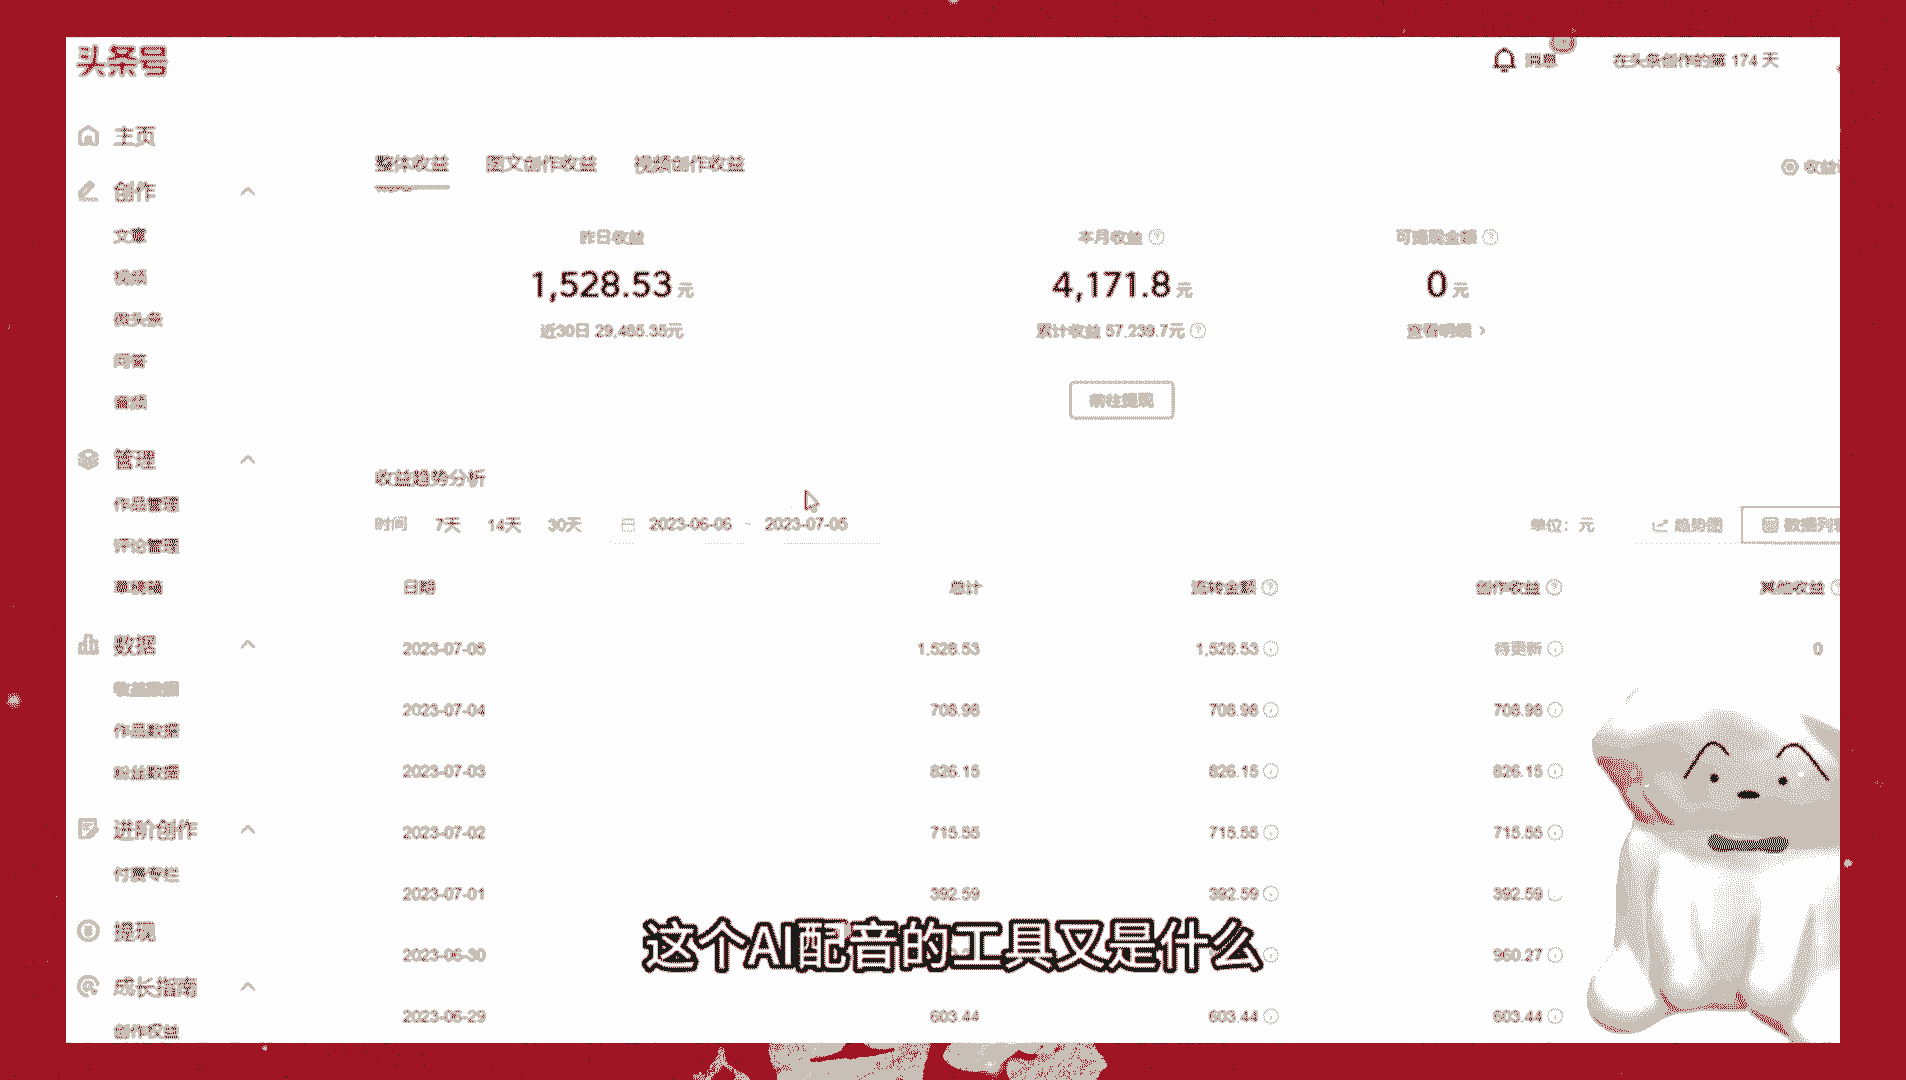 头条号
消息
在头条创作的第 174 天
主页
创作
文章
视频
微头条
问答
音频
管理
作品管理
评论管理
草稿箱
数据
收益数据
作品数据
粉丝数据
进阶创作
付费专栏
提现
成长指南
创作权益
整体收益 图文创作收益 视频创作收益
收益
昨日收益 本月收益 可提现金额
1,528.53 元 4,171.8 元 0 元
近30日 29,485.35元 累计收益 57,239.7元 查看明细 >
前往提现
收益趋势分析
时间 7天 14天 30天 2023-06-06 ~ 2023-07-05 单位：元 趋势图 数据列表
日期 总计 流转金额 创作收益 其他收益
2023-07-05 1,528.53 1,528.53 待更新 0
2023-07-04 708.98 708.98 708.98
2023-07-03 826.15 826.15 826.15
2023-07-02 715.55 715.55 715.55
2023-07-01 392.59 392.59 392.59
2023-06-30 960.27
2023-06-29 603.44 603.44 603.44
这个AI配音的工具又是什么